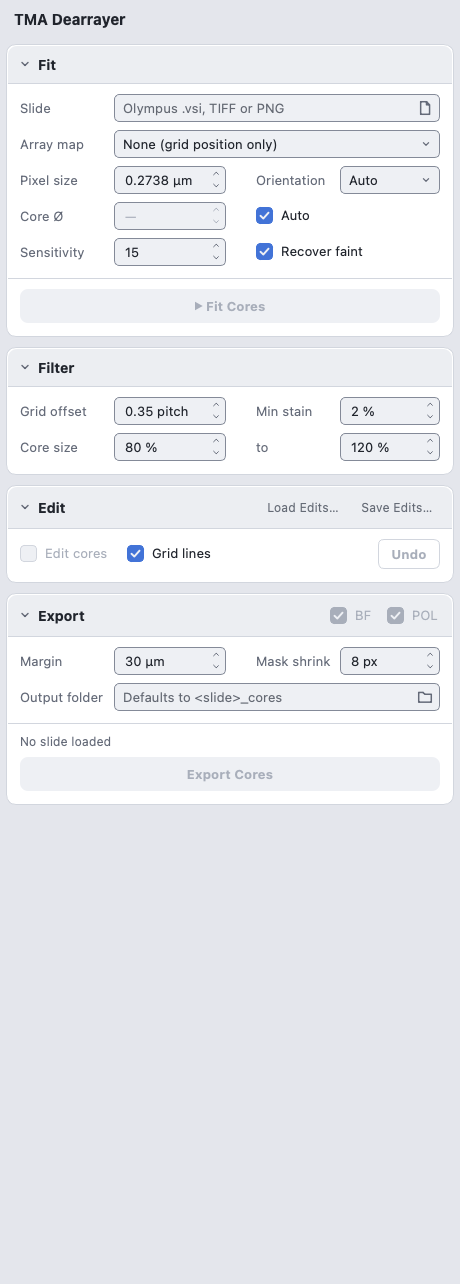 TMA Dearrayer
Fit
Slide Olympus .vsi, TIFF or PNG
Array map None (grid position only)
Pixel size 0.2738 µm Orientation Auto
Core Ø — Auto
Sensitivity 15 Recover faint
Fit Cores
Filter
Grid offset 0.35 pitch Min stain 2 %
Core size 80 % to 120 %
Edit Load Edits... Save Edits...
Edit cores Grid lines Undo
Export BF POL
Margin 30 µm Mask shrink 8 px
Output folder Defaults to <slide>_cores
No slide loaded
Export Cores